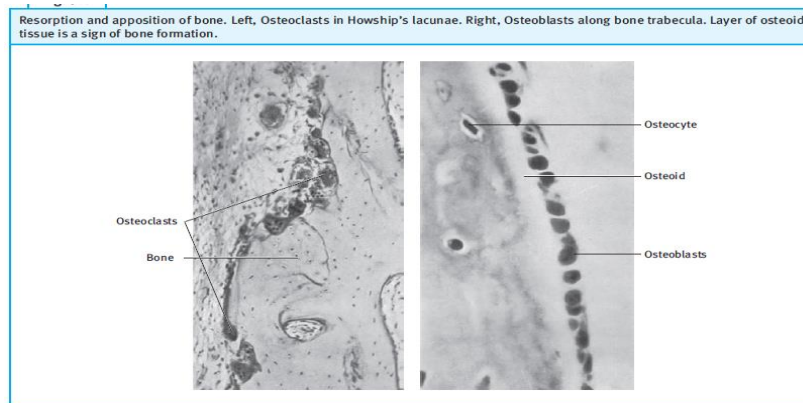 Resorption and apposition of bone. Left, Osteoclasts in Howship's lacunae. Right, Osteoblasts along bone trabecula. Layer of osteoid
tissue is a sign of bone formation.
Osteocyte
Osteoid
Osteoclasts
Bone
Osteoblasts